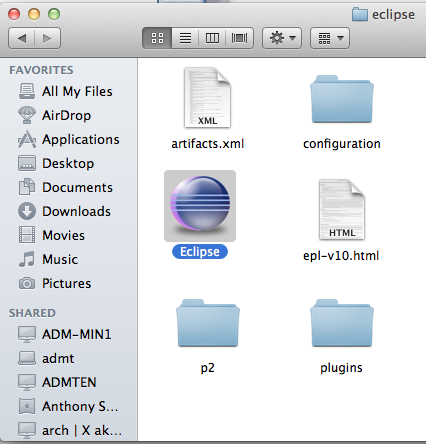 eclipse
FAVORITES
All My Files
AirDrop
Applications
Desktop
Documents
Downloads
Movies
Music
Pictures
SHARED
ADM-MIN1
admt
ADMTEN
Anthony S...
arch | X ak...
XML
artifacts.xml
configuration
Eclipse
HTML
epl-v10.html
p2
plugins